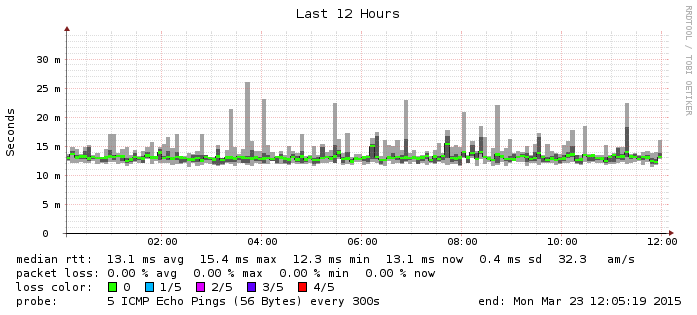 Last 12 Hours
RRDTOOL / TOBI OETIKER
Seconds
30 m
25 m
20 m
15 m
10 m
5 m
0
02:00 04:00 06:00 08:00 10:00 12:00
median rtt: 13.1 ms avg 15.4 ms max 12.3 ms min 13.1 ms now 0.4 ms sd 32.3 am/s
packet loss: 0.00 % avg 0.00 % max 0.00 % min 0.00 % now
loss color: 0 1/5 2/5 3/5 4/5
probe: 5 ICMP Echo Pings (56 Bytes) every 300s end: Mon Mar 23 12:05:19 2015